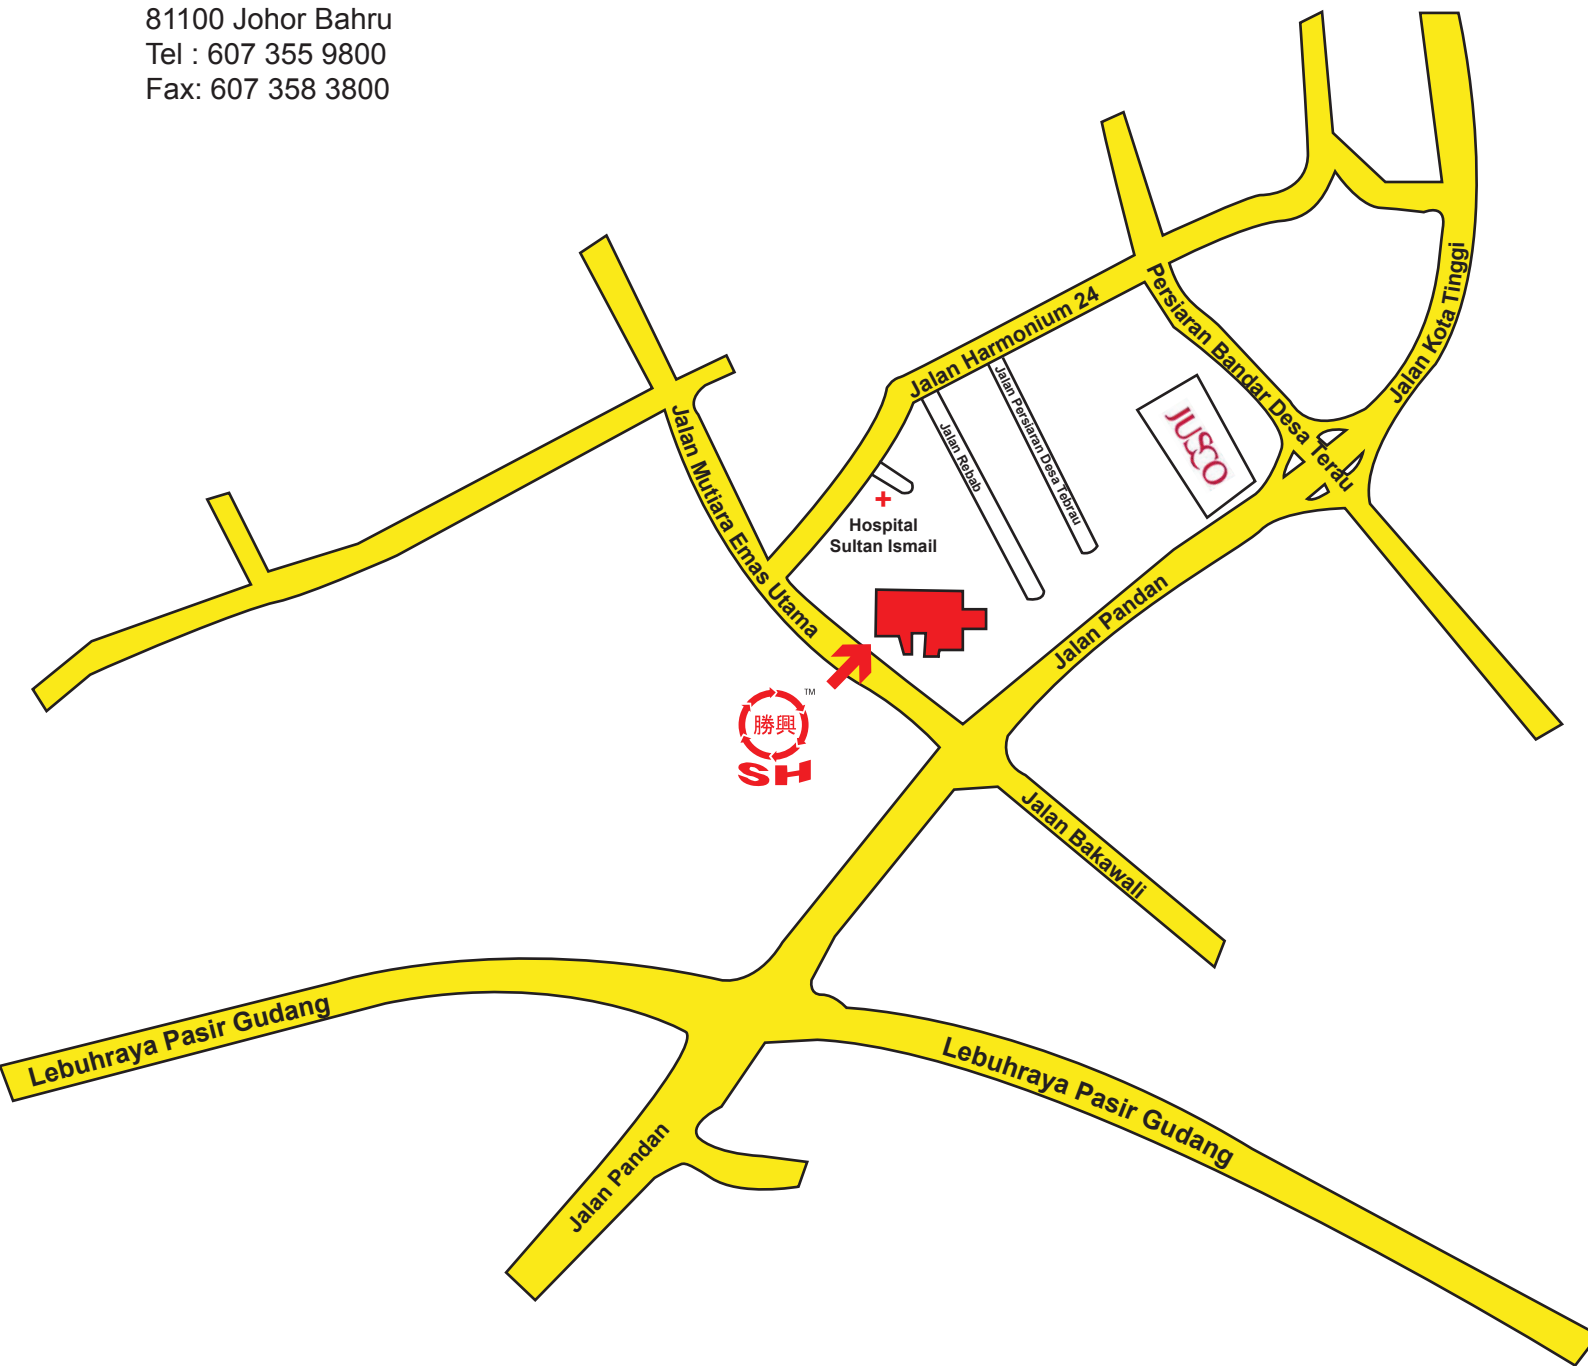 81100 Johor Bahru
Tel : 607 355 9800
Fax: 607 358 3800
Jalan Kota Tinggi
Persiaran Bandar Desa Terau
Jalan Harmonium 24
Jalan Persiaran Desa Tebrau
Jalan Rebab
JUSCO
Jalan Mutiara Emas Utama
Hospital
Sultan Ismail
Jalan Pandan
TM
勝興
SH
Jalan Bakawali
Lebuhraya Pasir Gudang
Lebuhraya Pasir Gudang
Jalan Pandan